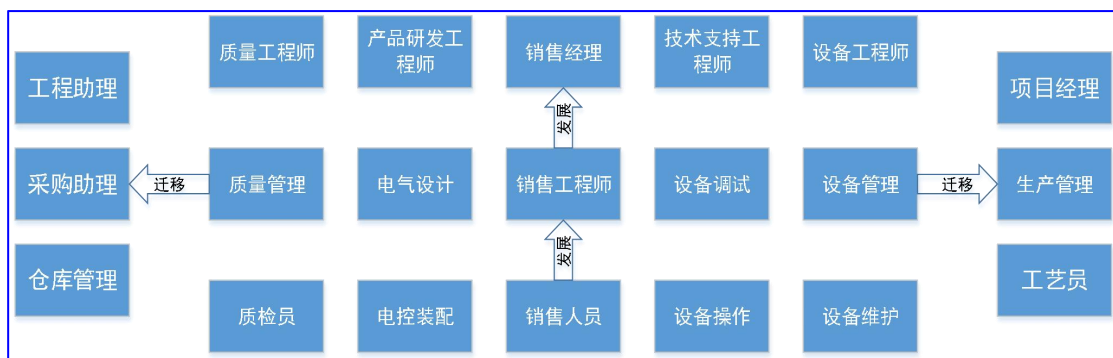 质量工程师
产品研发工
程师
销售经理
技术支持工
程师
设备工程师
工程助理
项目经理
发展
采购助理
迁移
质量管理
电气设计
销售工程师
设备调试
设备管理
迁移
生产管理
发展
仓库管理
工艺员
质检员
电控装配
销售人员
设备操作
设备维护